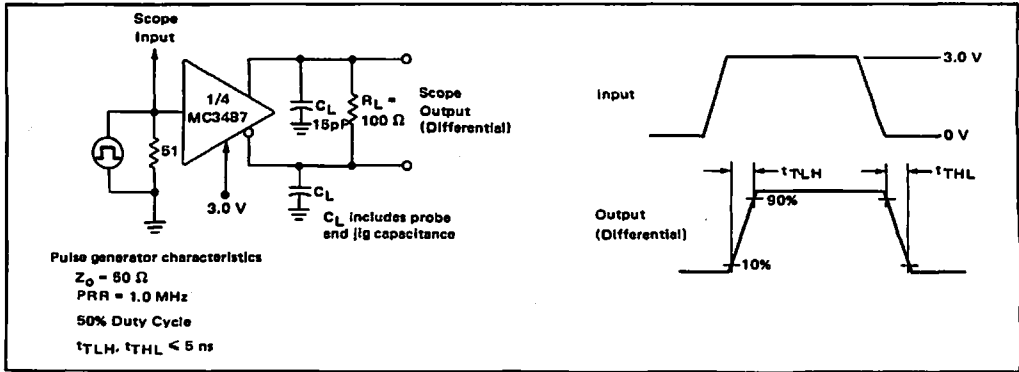 Scope
Input
1/4
MC3487
51
3.0 V
CL
15pF
RL =
100 Ω
CL
Scope
Output
(Differential)
CL includes probe
and jig capacitance
Pulse generator characteristics
Zo = 50 Ω
PRR = 1.0 MHz
50% Duty Cycle
tTLH, tTHL ≤ 5 ns
Input
3.0 V
0 V
tTLH
tTHL
Output
(Differential)
90%
10%